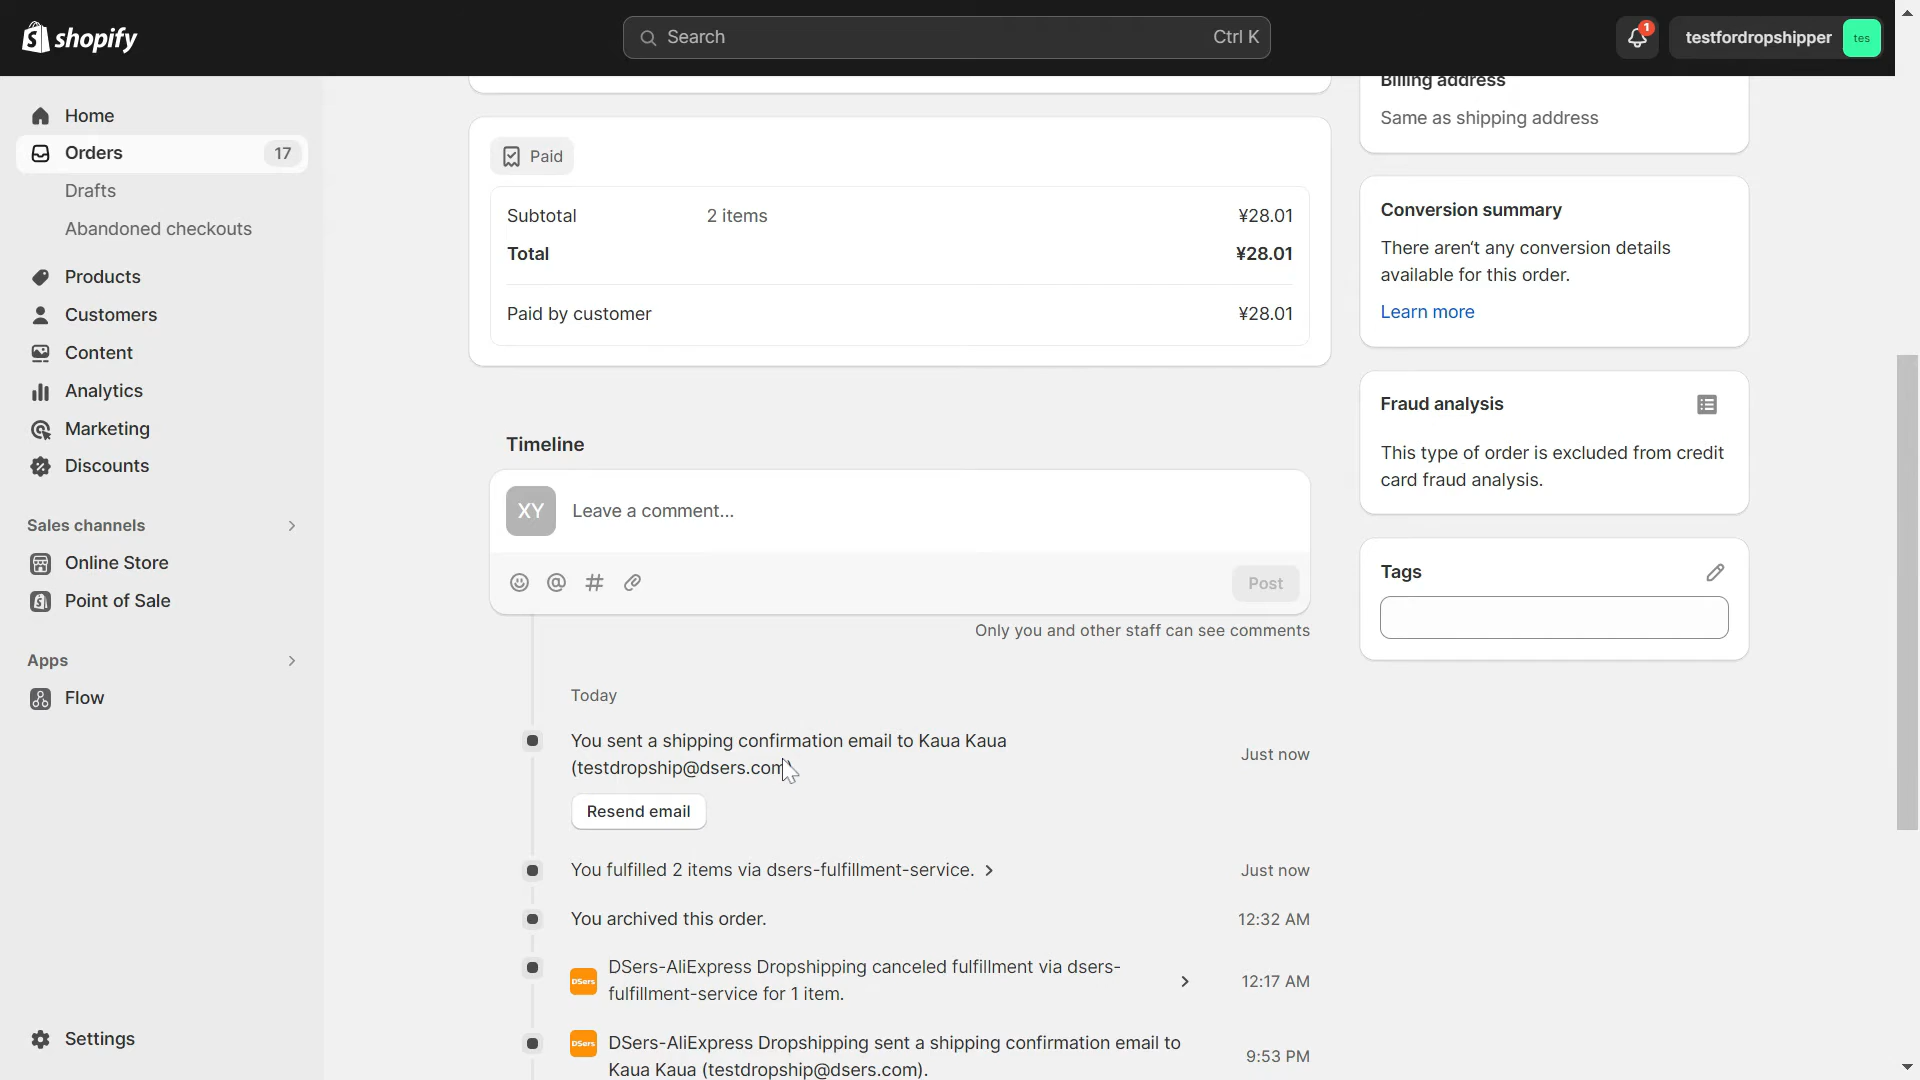 shopify
Search
Ctrl K
1
testfordropshipper
tes
Home
Orders
17
Drafts
Abandoned checkouts
Products
Customers
Content
Analytics
Marketing
Discounts
Sales channels
Online Store
Point of Sale
Apps
Flow
Settings
Paid
Subtotal
2 items
¥28.01
Total
¥28.01
Paid by customer
¥28.01
Timeline
XY
Leave a comment...
Post
Only you and other staff can see comments
Today
You sent a shipping confirmation email to Kaua Kaua
(testdropship@dsers.com).
Just now
Resend email
You fulfilled 2 items via dsers-fulfillment-service.
Just now
You archived this order.
12:32 AM
DSers
DSers-AliExpress Dropshipping canceled fulfillment via dsers-
fulfillment-service for 1 item.
12:17 AM
DSers
DSers-AliExpress Dropshipping sent a shipping confirmation email to
Kaua Kaua (testdropship@dsers.com).
9:53 PM
Billing address
Same as shipping address
Conversion summary
There aren't any conversion details
available for this order.
Learn more
Fraud analysis
This type of order is excluded from credit
card fraud analysis.
Tags